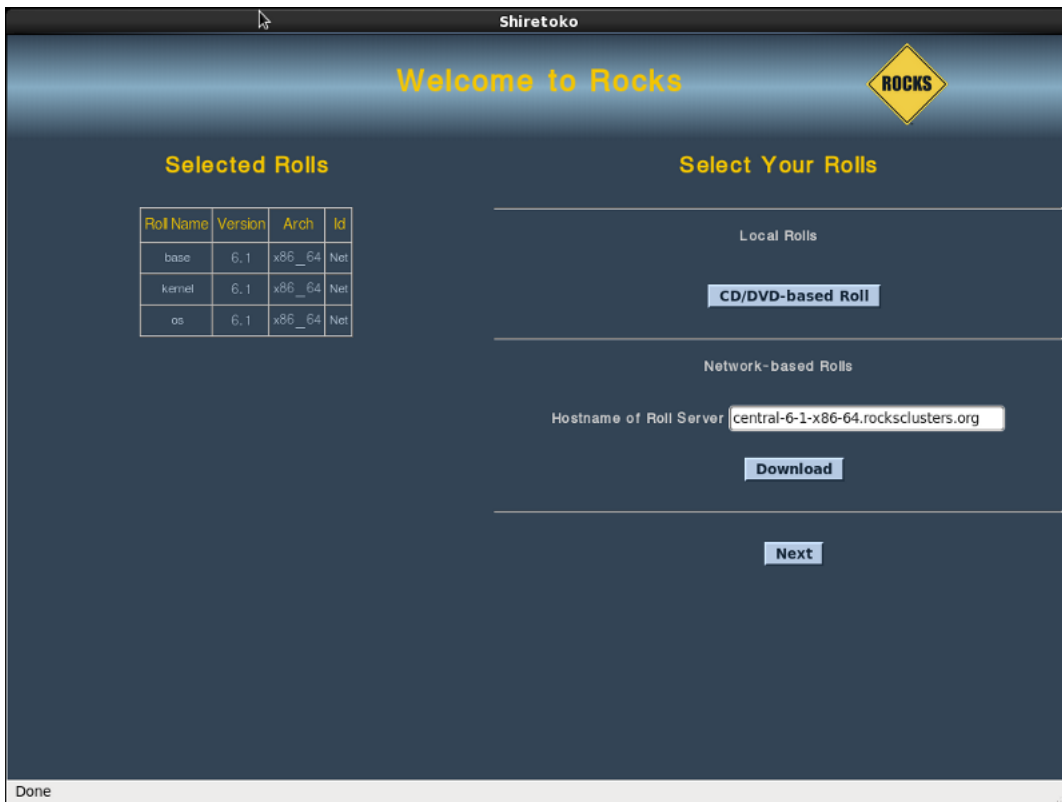 Shiretoko
Welcome to Rocks
ROCKS
Selected Rolls
Roll Name Version Arch Id
base 6.1 x86_64 Net
kernel 6.1 x86_64 Net
os 6.1 x86_64 Net
Select Your Rolls
Local Rolls
CD/DVD-based Roll
Network-based Rolls
Hostname of Roll Server central-6-1-x86-64.rocksclusters.org
Download
Next
Done